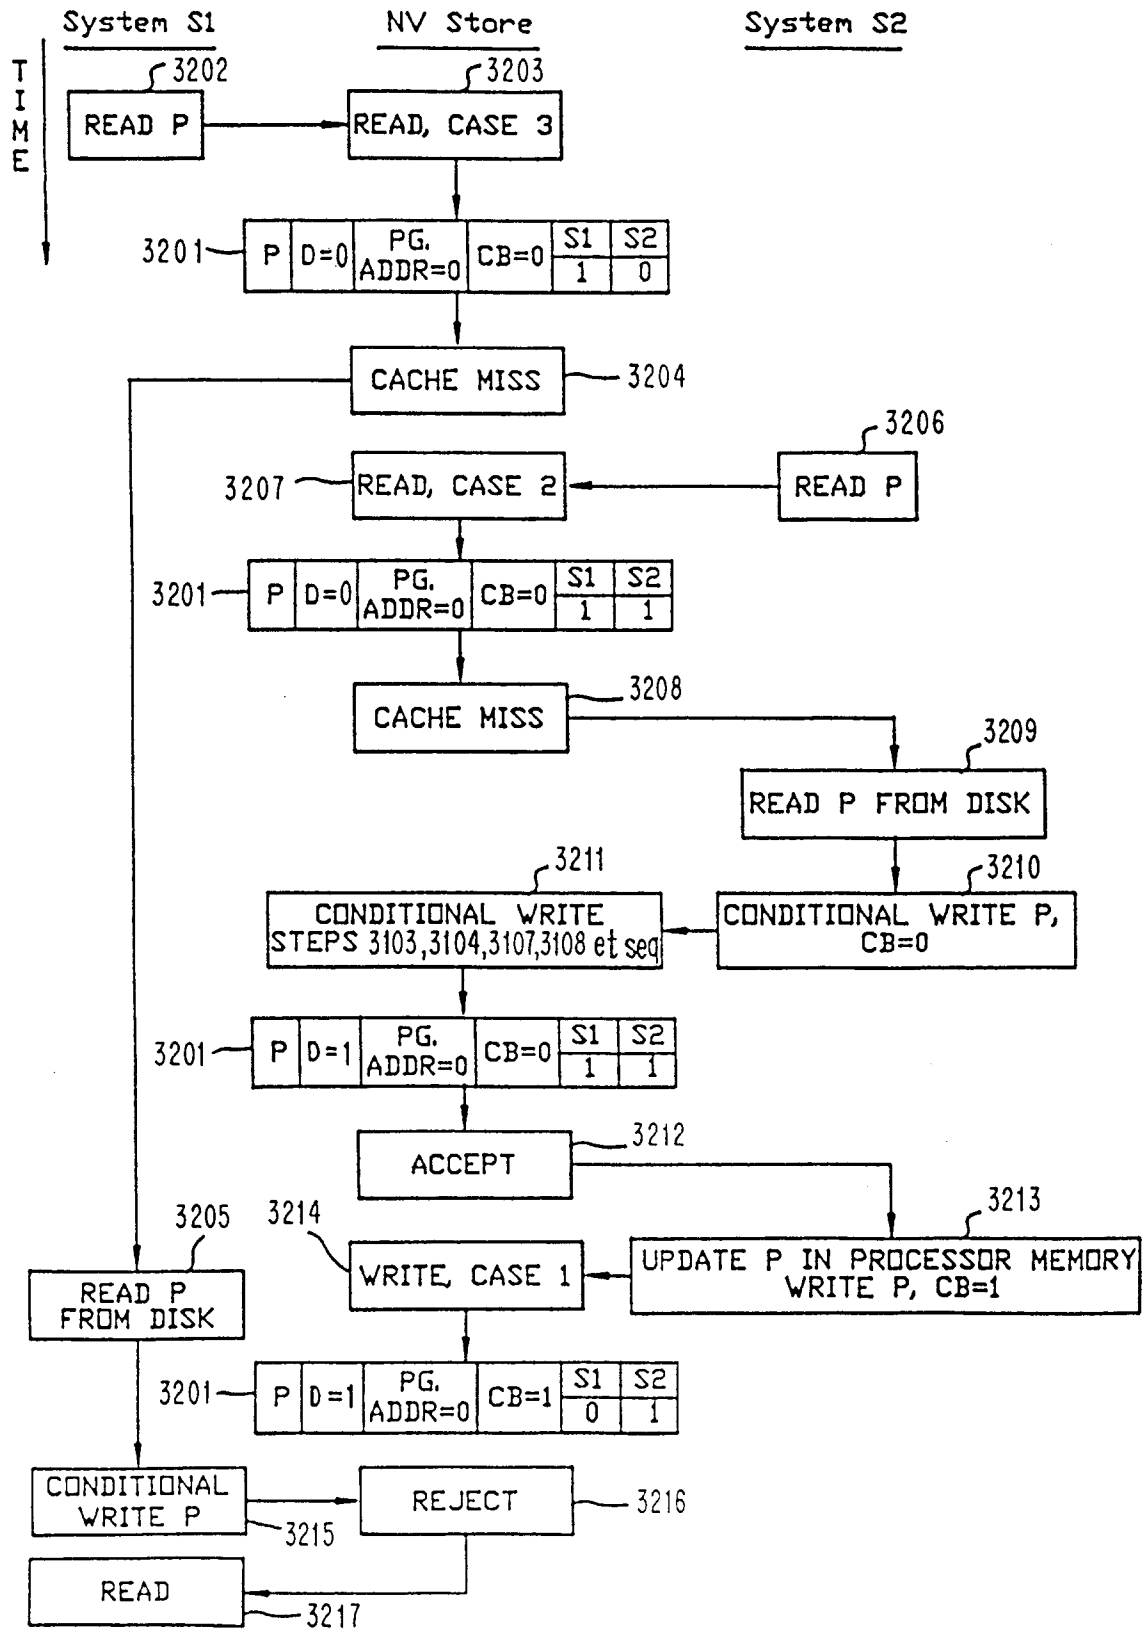 System S1
NV Store
System S2
TIME
3202
3203
READ P
READ, CASE 3
3201
P
D=0
PG.
ADDR=0
CB=0
S1
S2
1
0
CACHE MISS
3204
3206
3207
READ, CASE 2
READ P
3201
P
D=0
PG.
ADDR=0
CB=0
S1
S2
1
1
3208
CACHE MISS
3209
READ P FROM DISK
3211
3210
CONDITIONAL WRITE
STEPS 3103,3104,3107,3108 et seq
CONDITIONAL WRITE P,
CB=0
3201
P
D=1
PG.
ADDR=0
CB=0
S1
S2
1
1
3212
ACCEPT
3205
3214
3213
READ P
FROM DISK
WRITE, CASE 1
UPDATE P IN PROCESSOR MEMORY
WRITE P, CB=1
3201
P
D=1
PG.
ADDR=0
CB=1
S1
S2
0
1
CONDITIONAL
WRITE P
3215
REJECT
3216
READ
3217